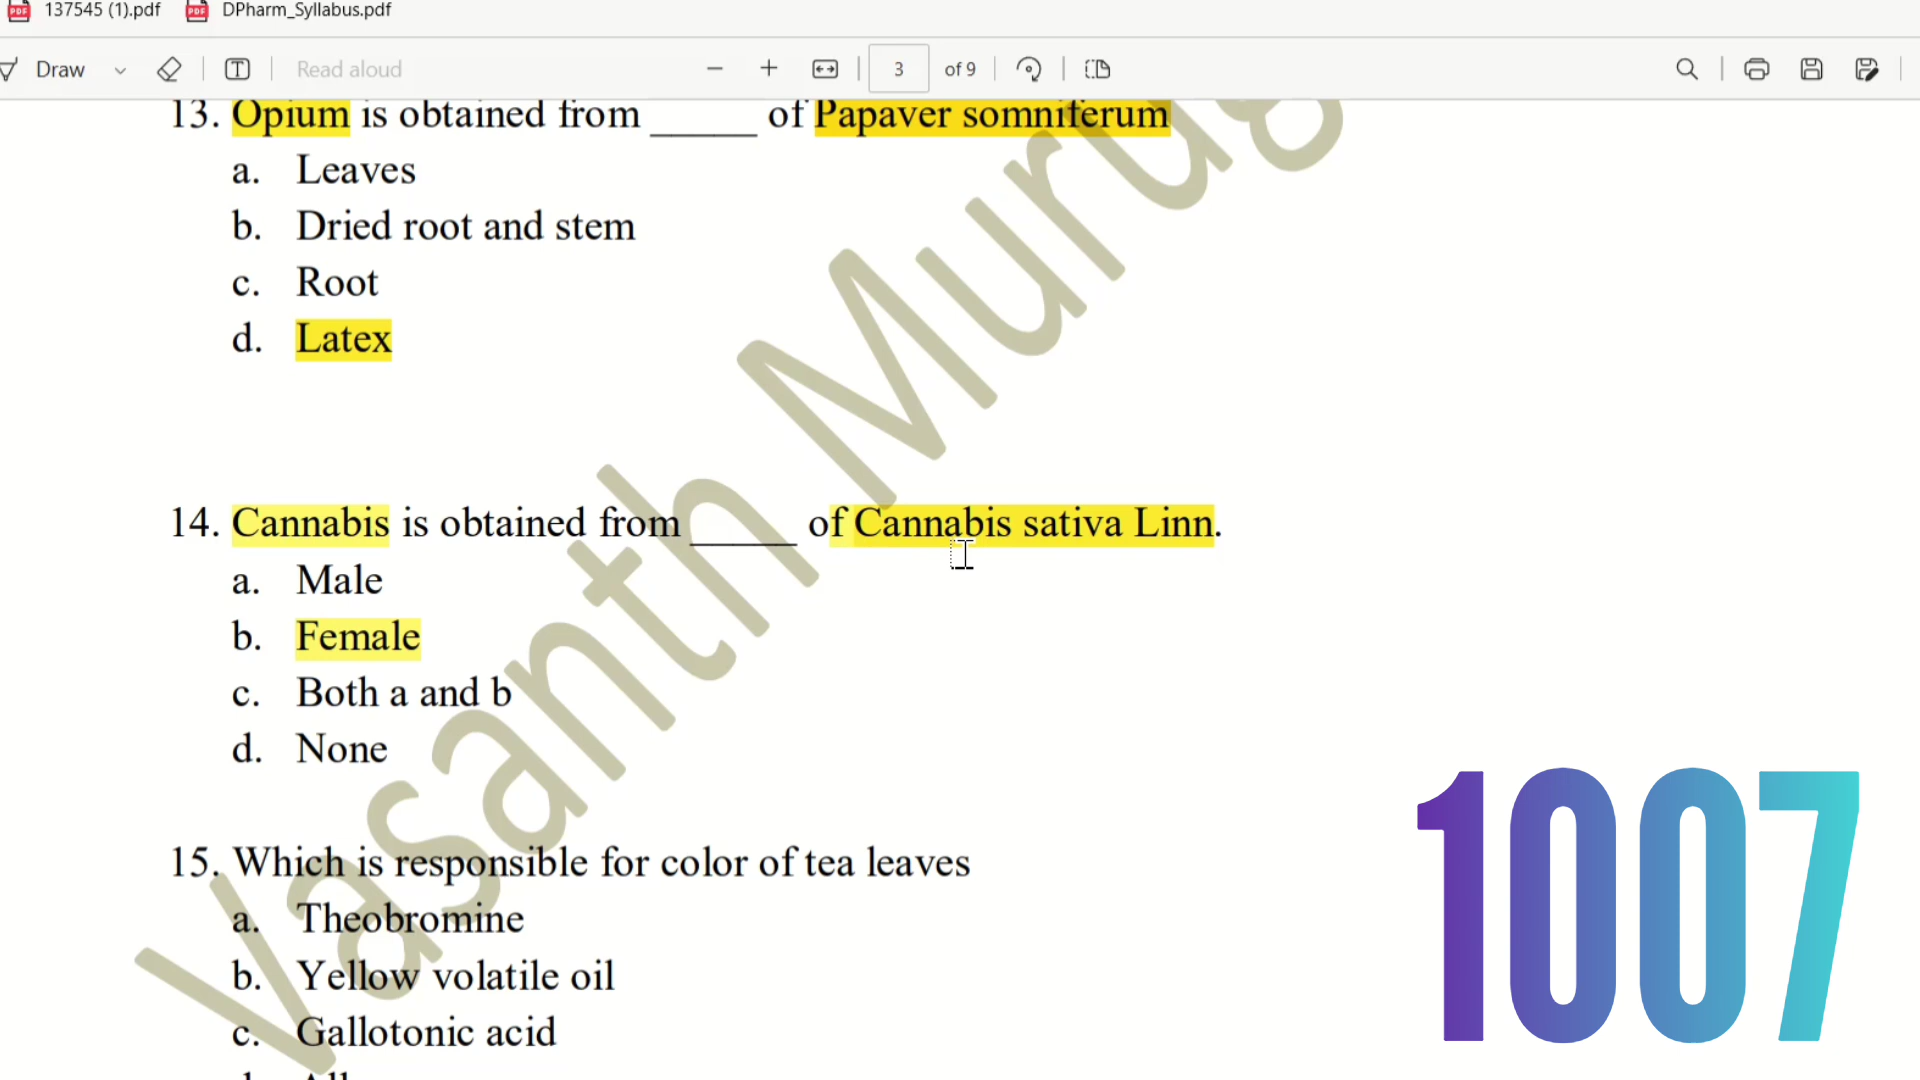 137545 (1).pdf DPharm_Syllabus.pdf
Draw Read aloud 3 of 9
13. Opium is obtained from _____ of Papaver somniferum
a. Leaves
b. Dried root and stem
c. Root
d. Latex
14. Cannabis is obtained from _____ of Cannabis sativa Linn.
a. Male
b. Female
c. Both a and b
d. None
15. Which is responsible for color of tea leaves
a. Theobromine
b. Yellow volatile oil
c. Gallotonic acid
Vasanth Murug
1007